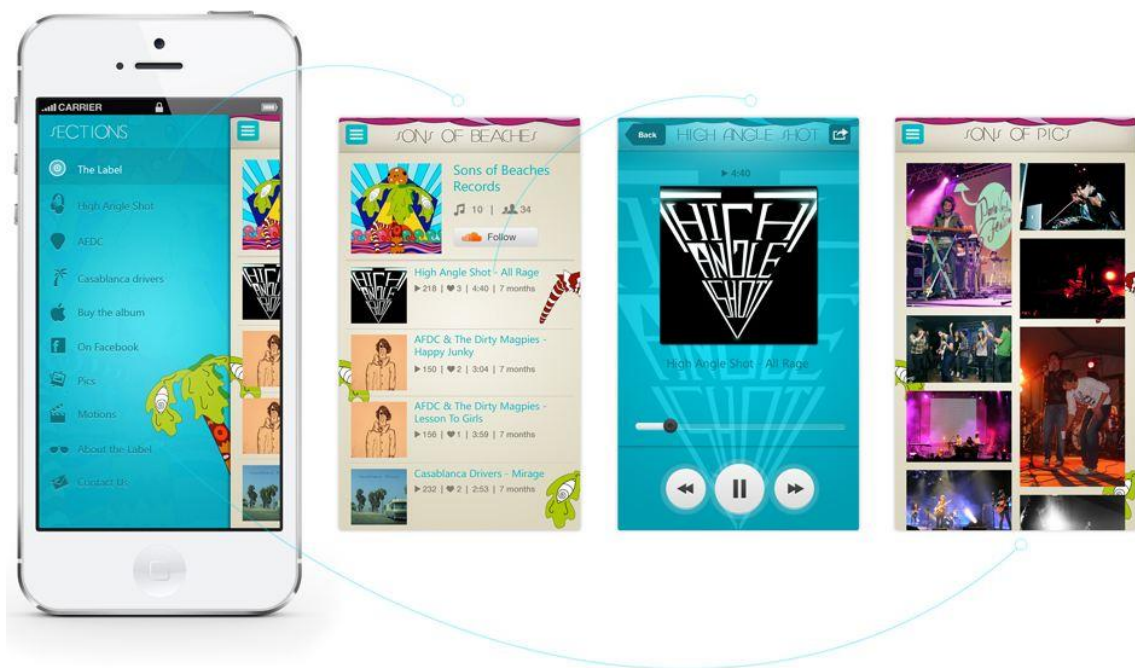 CARRIER
SECTIONS
The Label
High Angle Shot
AFDC
Casablanca drivers
Buy the album
On Facebook
Pics
Motions
About the Label
Contact Us
SONS OF BEACHES
Sons of Beaches
Records
10 | 34
Follow
High Angle Shot - All Rage
218 | 3 | 4:40 | 7 months
AFDC & The Dirty Magpies -
Happy Junky
150 | 2 | 3:04 | 7 months
AFDC & The Dirty Magpies -
Lesson To Girls
156 | 1 | 3:59 | 7 months
Casablanca Drivers - Mirage
232 | 2 | 2:53 | 7 months
Back
HIGH ANGLE SHOT
4:40
HIGH
ANGLE
SHOT
High Angle Shot - All Rage
SONS OF PICS